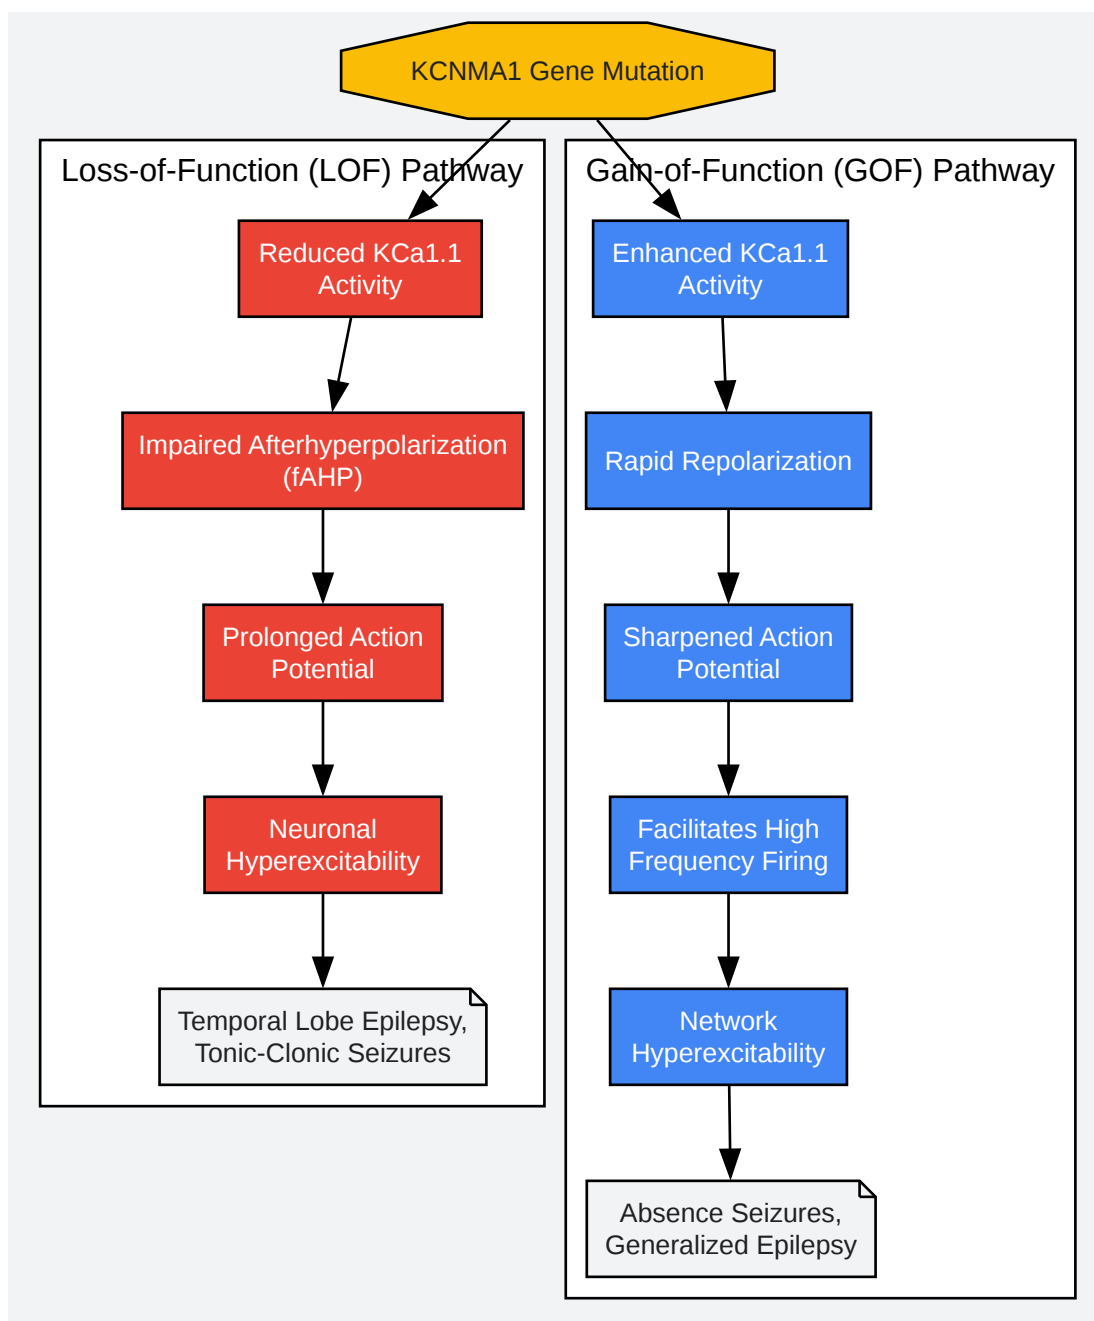 KCNMA1 Gene Mutation
Loss-of-Function (LOF) Pathway
Reduced KCa1.1
Activity
Impaired Afterhyperpolarization
(fAHP)
Prolonged Action
Potential
Neuronal
Hyperexcitability
Temporal Lobe Epilepsy,
Tonic-Clonic Seizures
Gain-of-Function (GOF) Pathway
Enhanced KCa1.1
Activity
Rapid Repolarization
Sharpened Action
Potential
Facilitates High
Frequency Firing
Network
Hyperexcitability
Absence Seizures,
Generalized Epilepsy